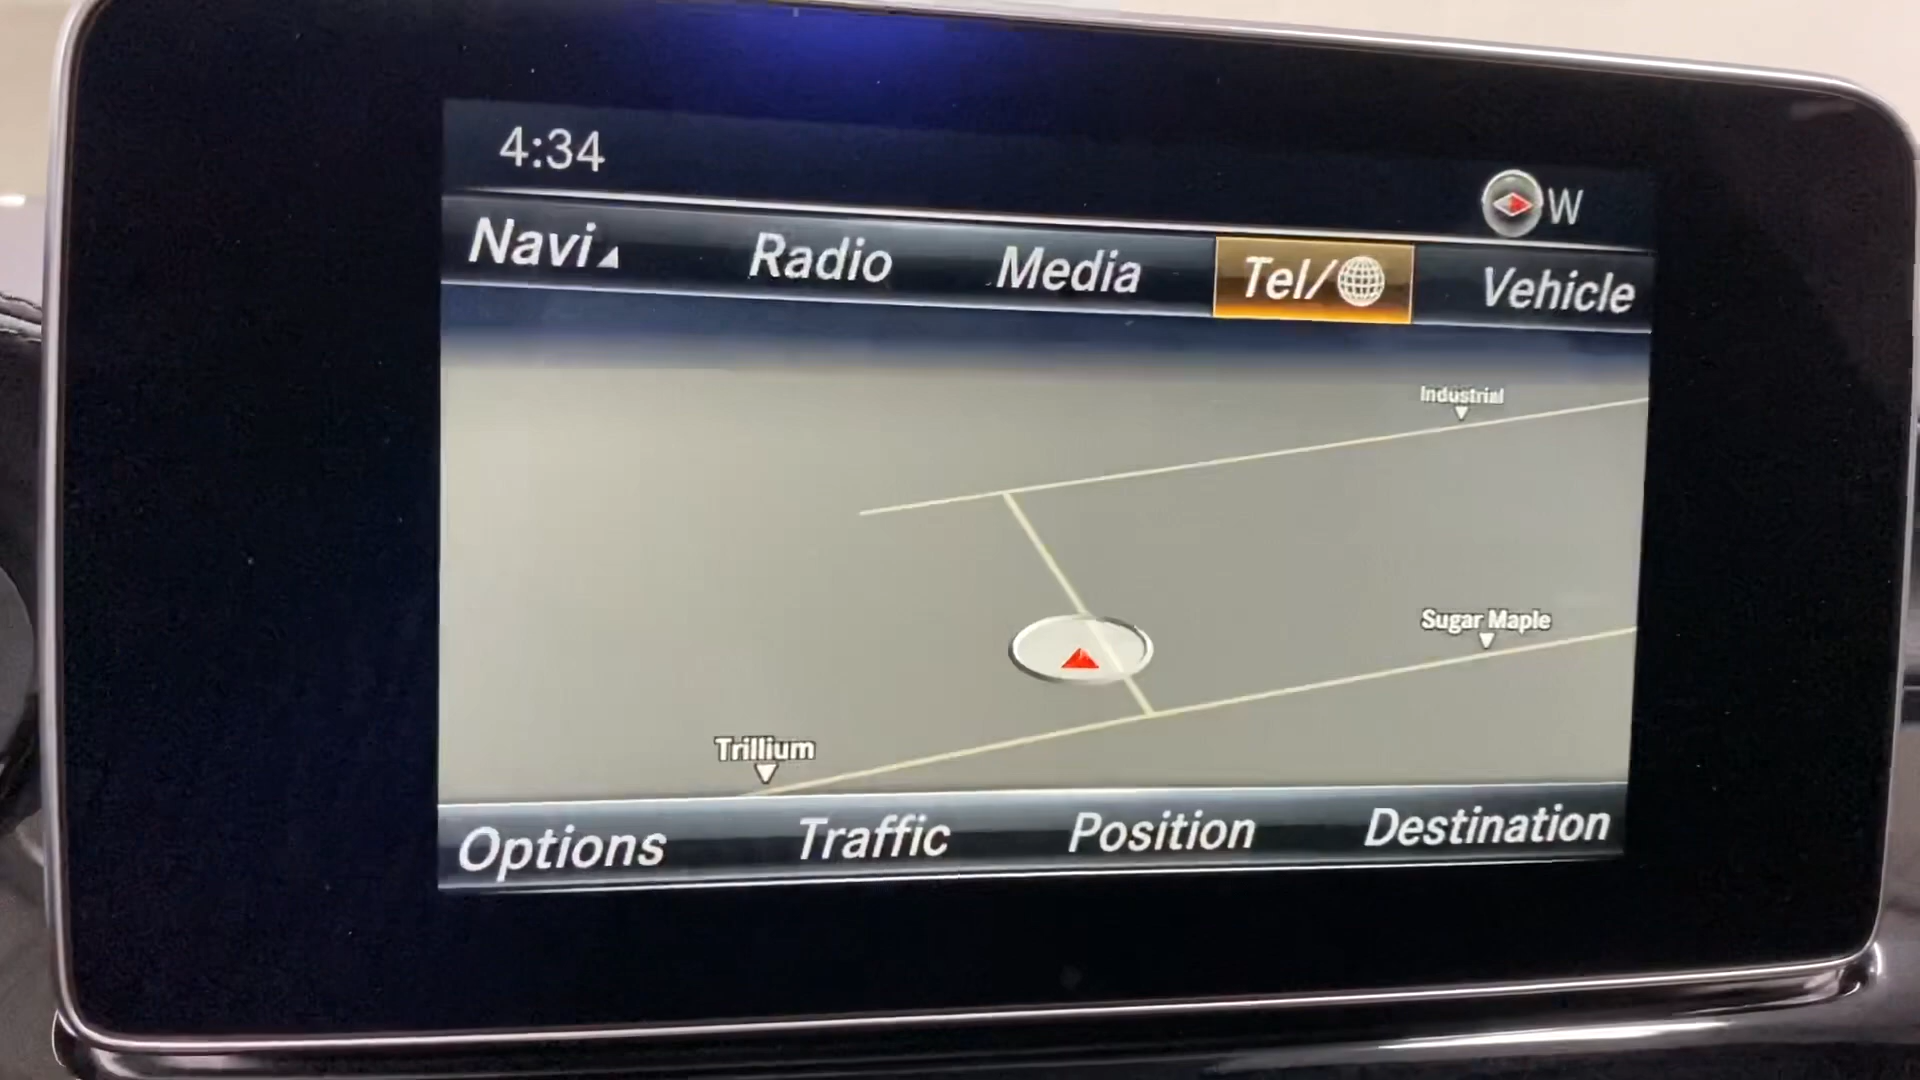 4:34
W
Navi Radio Media Tel/ Vehicle
Industrial
Sugar Maple
Trillium
Options Traffic Position Destination